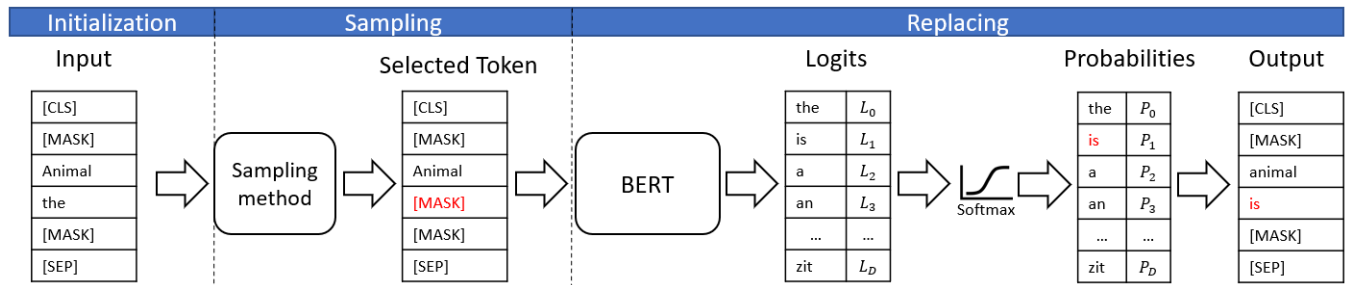 Initialization Sampling Replacing
Input Selected Token Logits Probabilities Output
[CLS] [CLS] the L₀ the P₀ [CLS]
[MASK] [MASK] is L₁ is P₁ [MASK]
Animal Sampling method Animal BERT a L₂ a P₂ animal
the [MASK] an L₃ Softmax an P₃ is
[MASK] [MASK] ... ... ... ... [MASK]
[SEP] [SEP] zit L_D zit P_D [SEP]